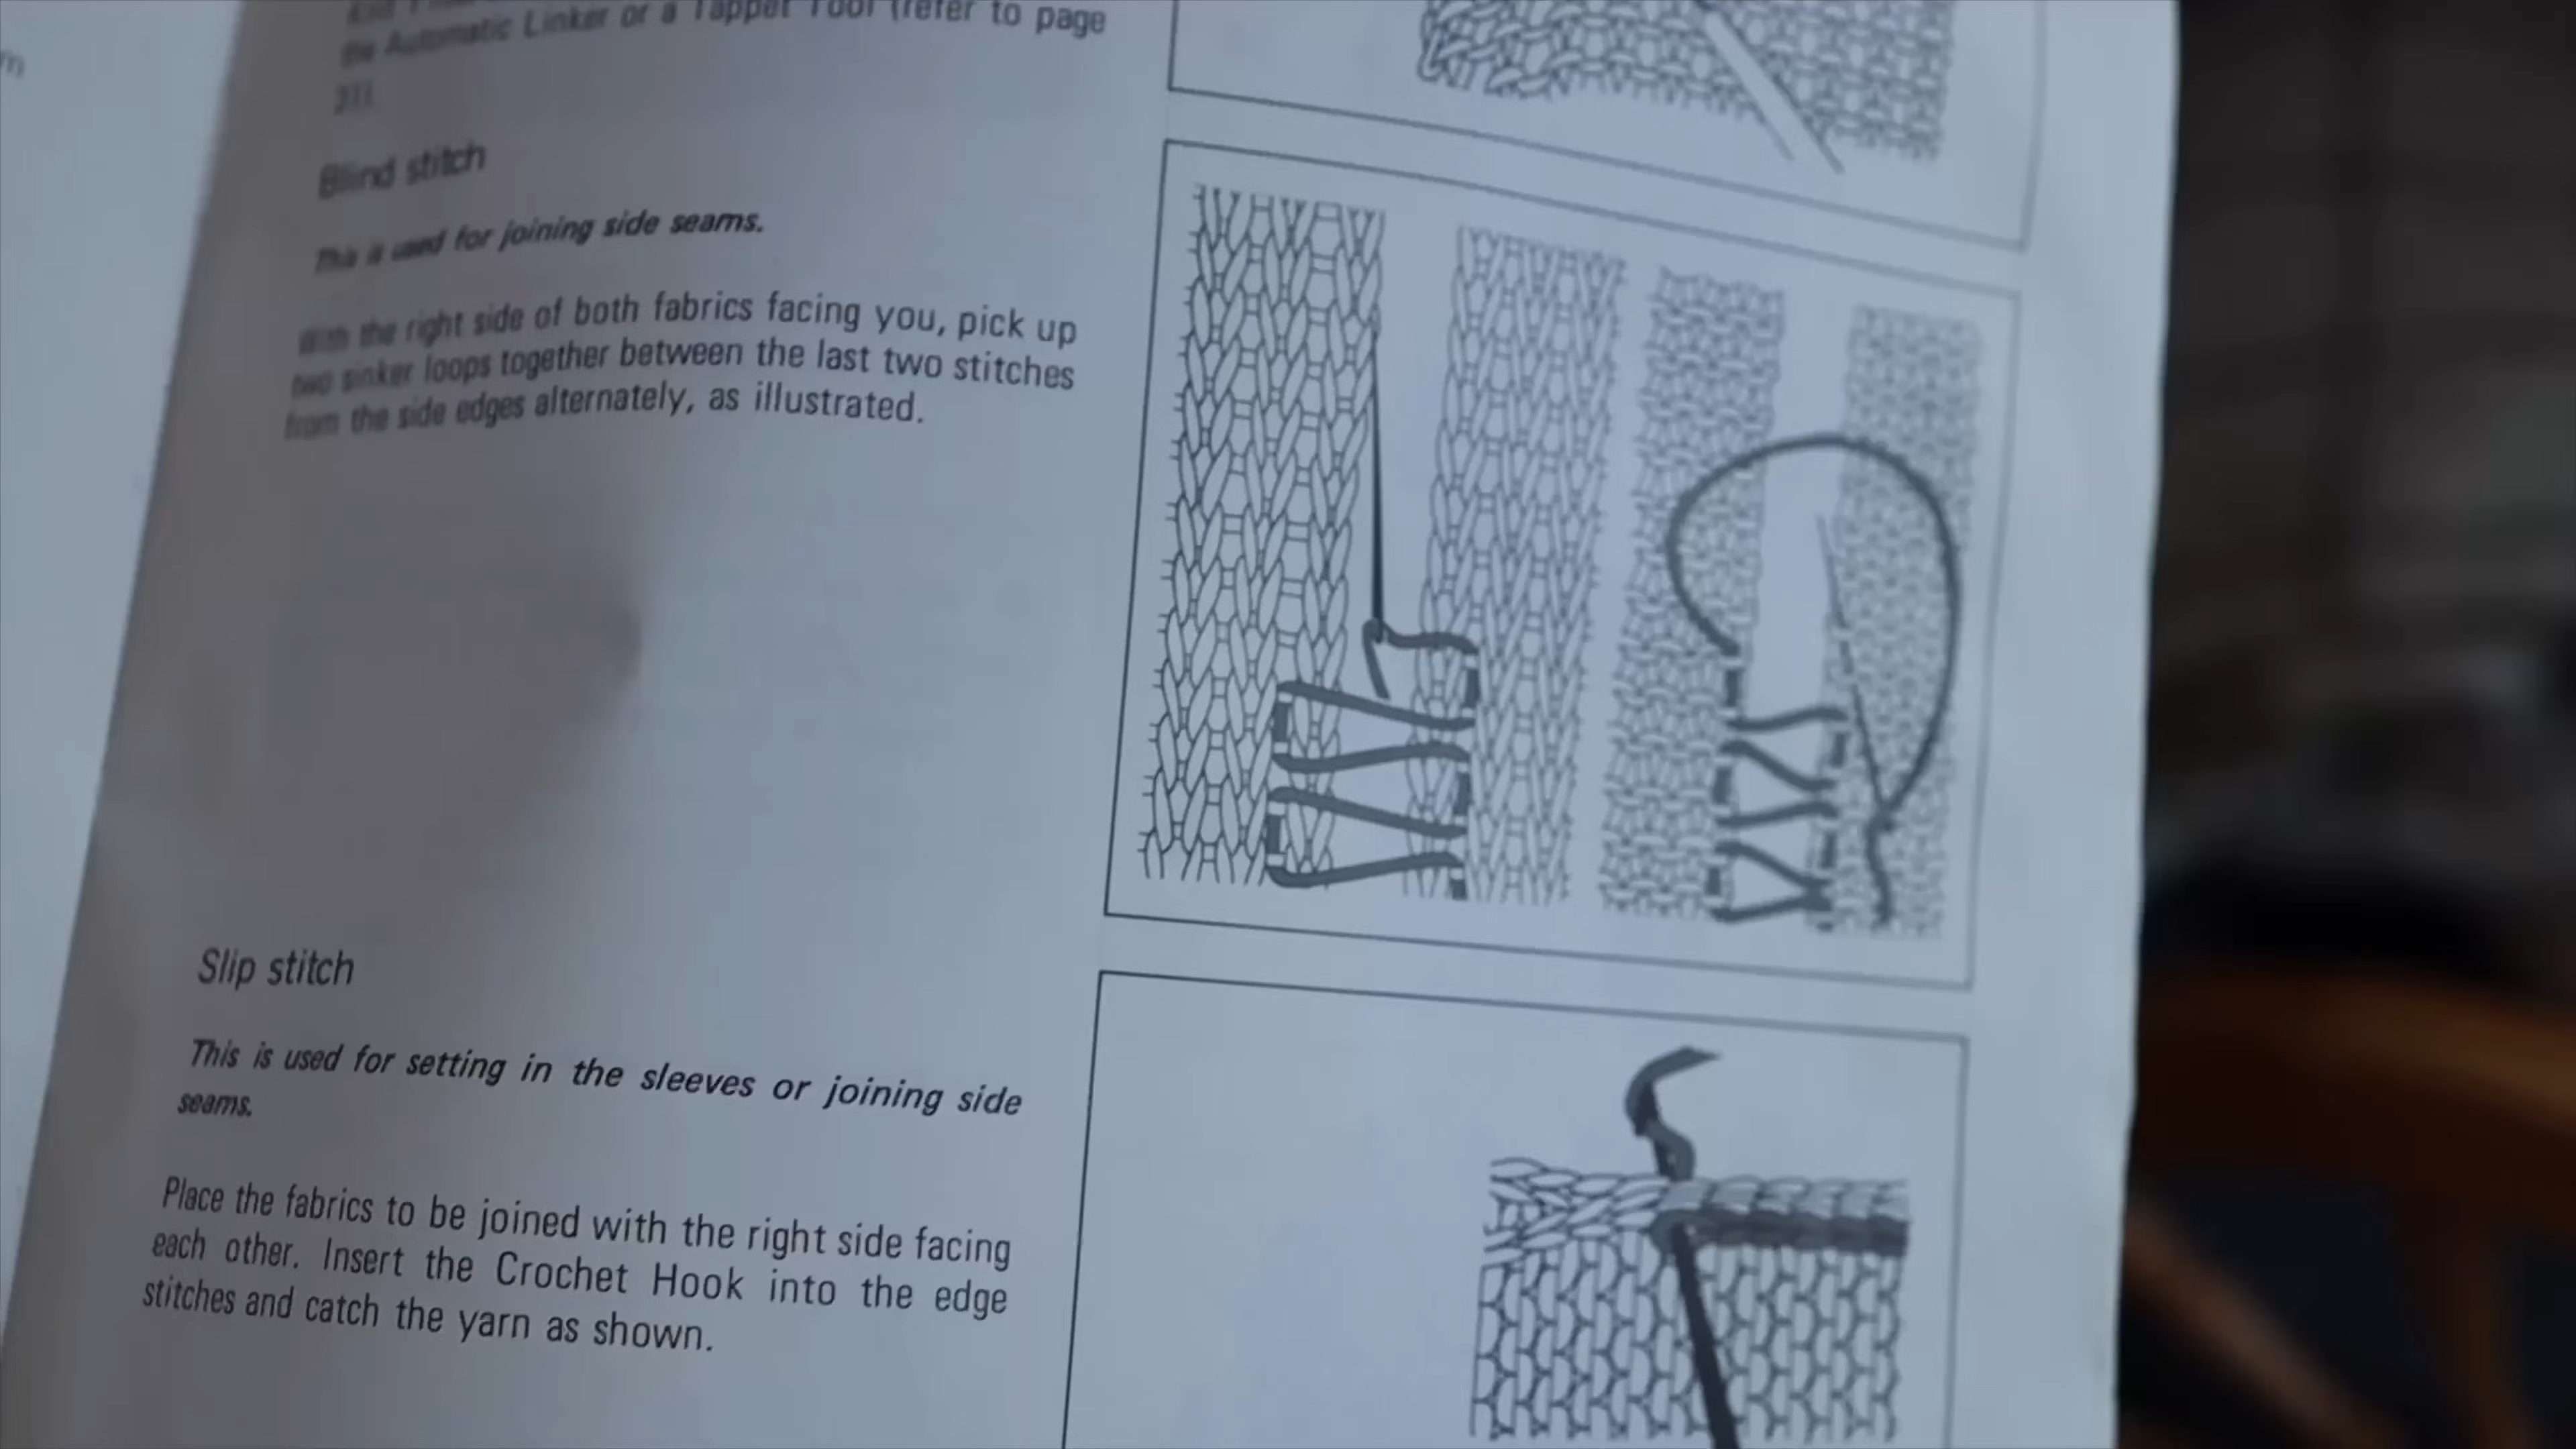 the Automatic Linker or a Tappet Tool (refer to page
31).
Blind stitch
This is used for joining side seams.
With the right side of both fabrics facing you, pick up
two sinker loops together between the last two stitches
from the side edges alternately, as illustrated.
Slip stitch
This is used for setting in the sleeves or joining side
seams.
Place the fabrics to be joined with the right side facing
each other. Insert the Crochet Hook into the edge
stitches and catch the yarn as shown.